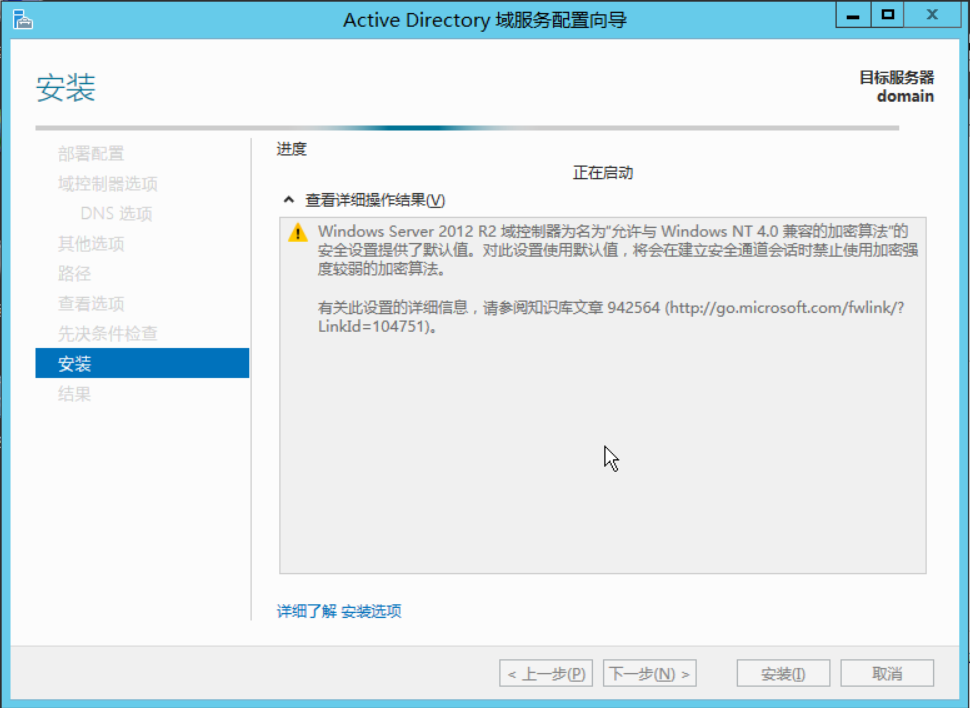 Active Directory 域服务配置向导
安装
目标服务器
domain
部署配置
域控制器选项
DNS 选项
其他选项
路径
查看选项
先决条件检查
安装
结果
进度
正在启动
查看详细操作结果(V)
Windows Server 2012 R2 域控制器为名为“允许与 Windows NT 4.0 兼容的加密算法”的
安全设置提供了默认值。对此设置使用默认值，将会在建立安全通道会话时禁止使用加密强
度较弱的加密算法。
有关此设置的详细信息，请参阅知识库文章 942564 (http://go.microsoft.com/fwlink/?
LinkId=104751)。
详细了解 安装选项
< 上一步(P)
下一步(N) >
安装(I)
取消